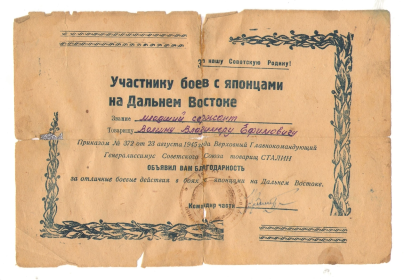 За нашу Советскую Родину!
Участнику боев с японцами
на Дальнем Востоке
Звание младший сержант
Товарищу Владимиру Ефимовичу
Приказом № 372 от 23 августа 1945 года Верховный Главнокомандующий
Генералиссимус Советского Союза товарищ СТАЛИН
ОБЪЯВИЛ ВАМ БЛАГОДАРНОСТЬ
за отличные боевые действия в боях с японцами на Дальнем Востоке.
Командир части